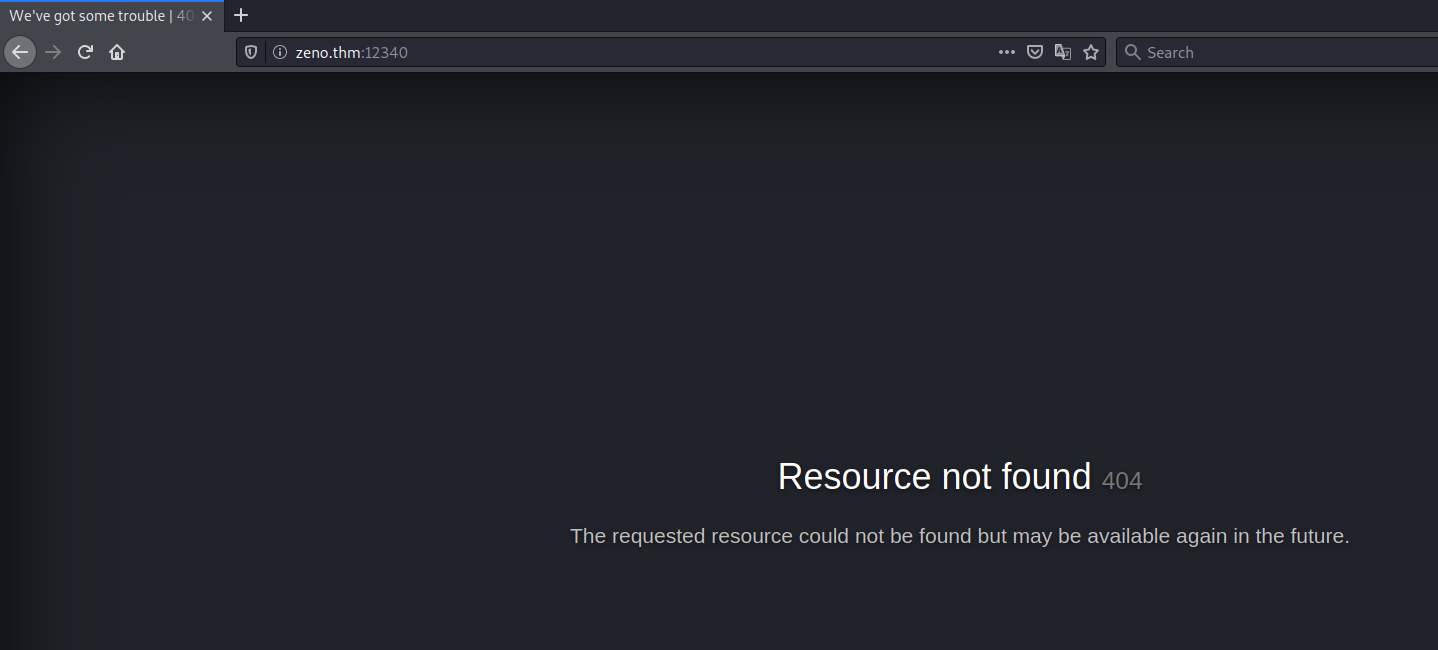 We've got some trouble | 40
zeno.thm:12340
Search
Resource not found 404
The requested resource could not be found but may be available again in the future.